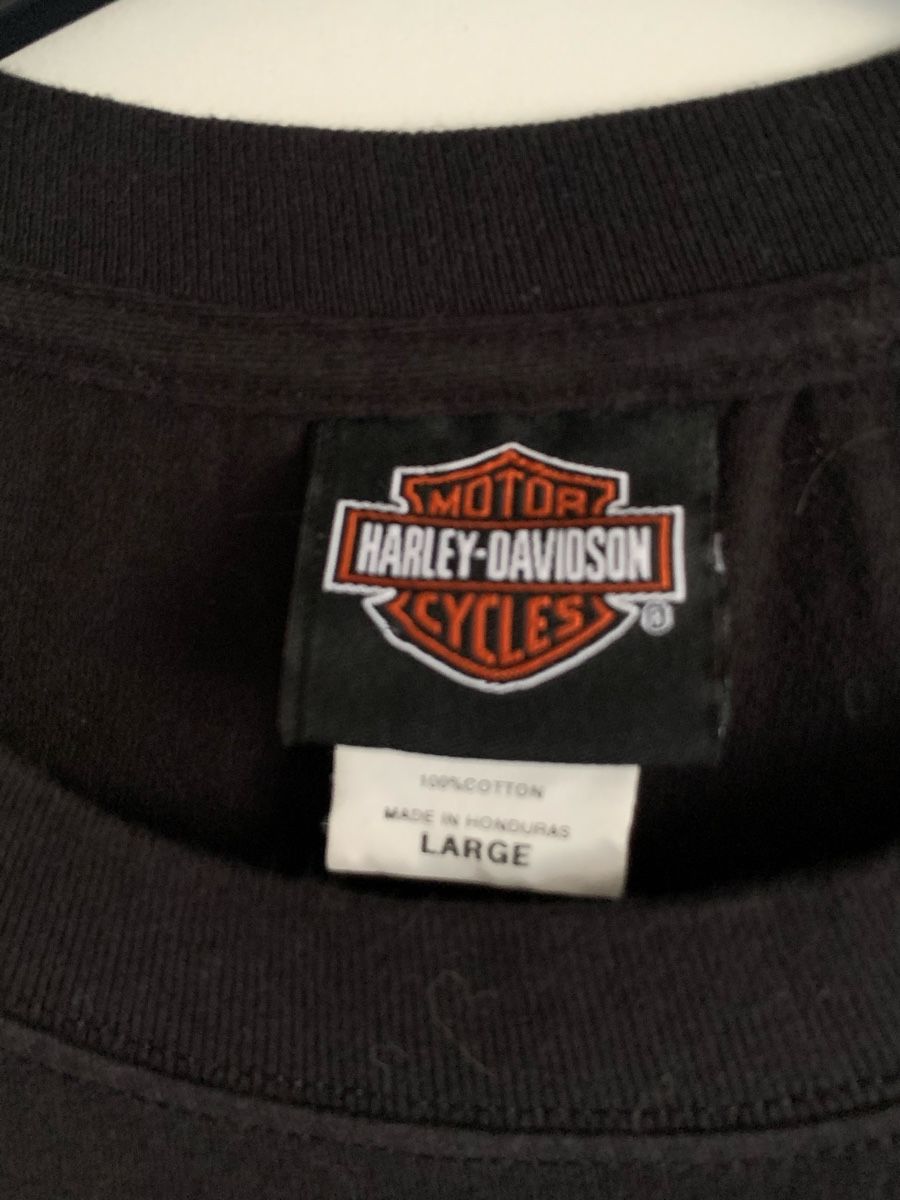 MOTOR
HARLEY-DAVIDSON
CYCLES
®
100%COTTON
MADE IN HONDURAS
LARGE